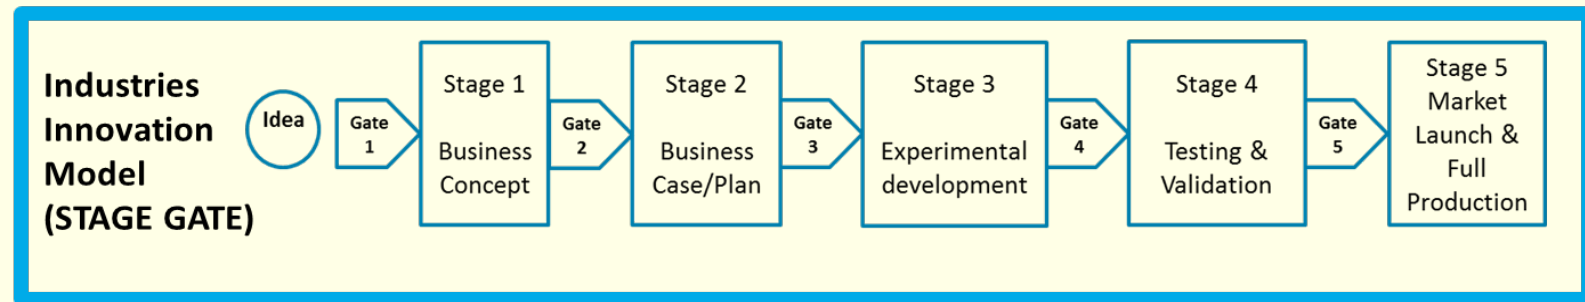 Industries
Innovation
Model
(STAGE GATE)
Idea
Gate
1
Stage 1
Business
Concept
Gate
2
Stage 2
Business
Case/Plan
Gate
3
Stage 3
Experimental
development
Gate
4
Stage 4
Testing &
Validation
Gate
5
Stage 5
Market
Launch &
Full
Production